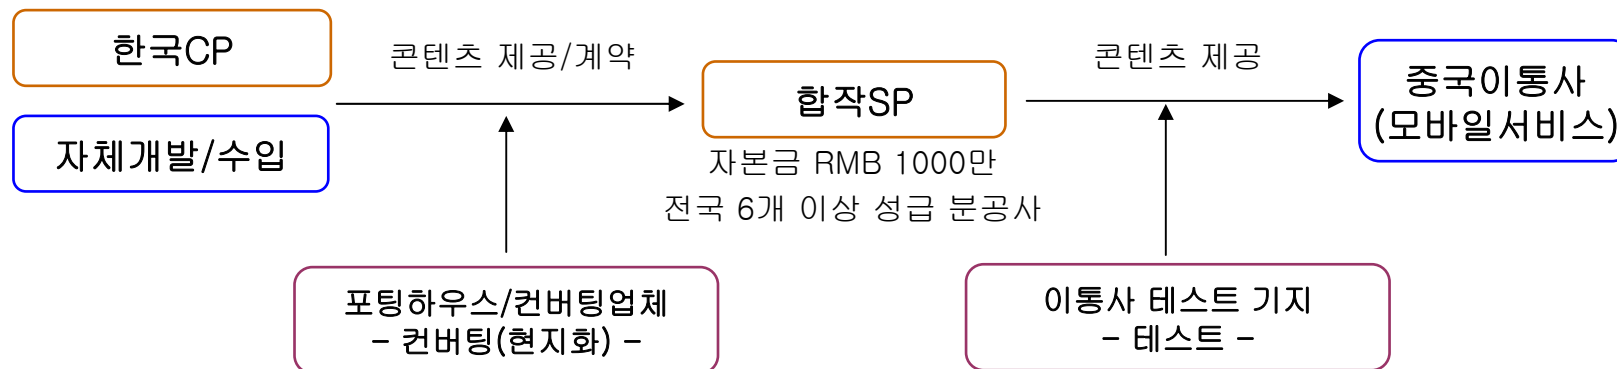 한국CP
콘텐츠 제공/계약
콘텐츠 제공
중국이통사
(모바일서비스)
합작SP
자체개발/수입
자본금 RMB 1000만
전국 6개 이상 성급 분공사
포팅하우스/컨버팅업체
- 컨버팅(현지화) -
이통사 테스트 기지
- 테스트 -